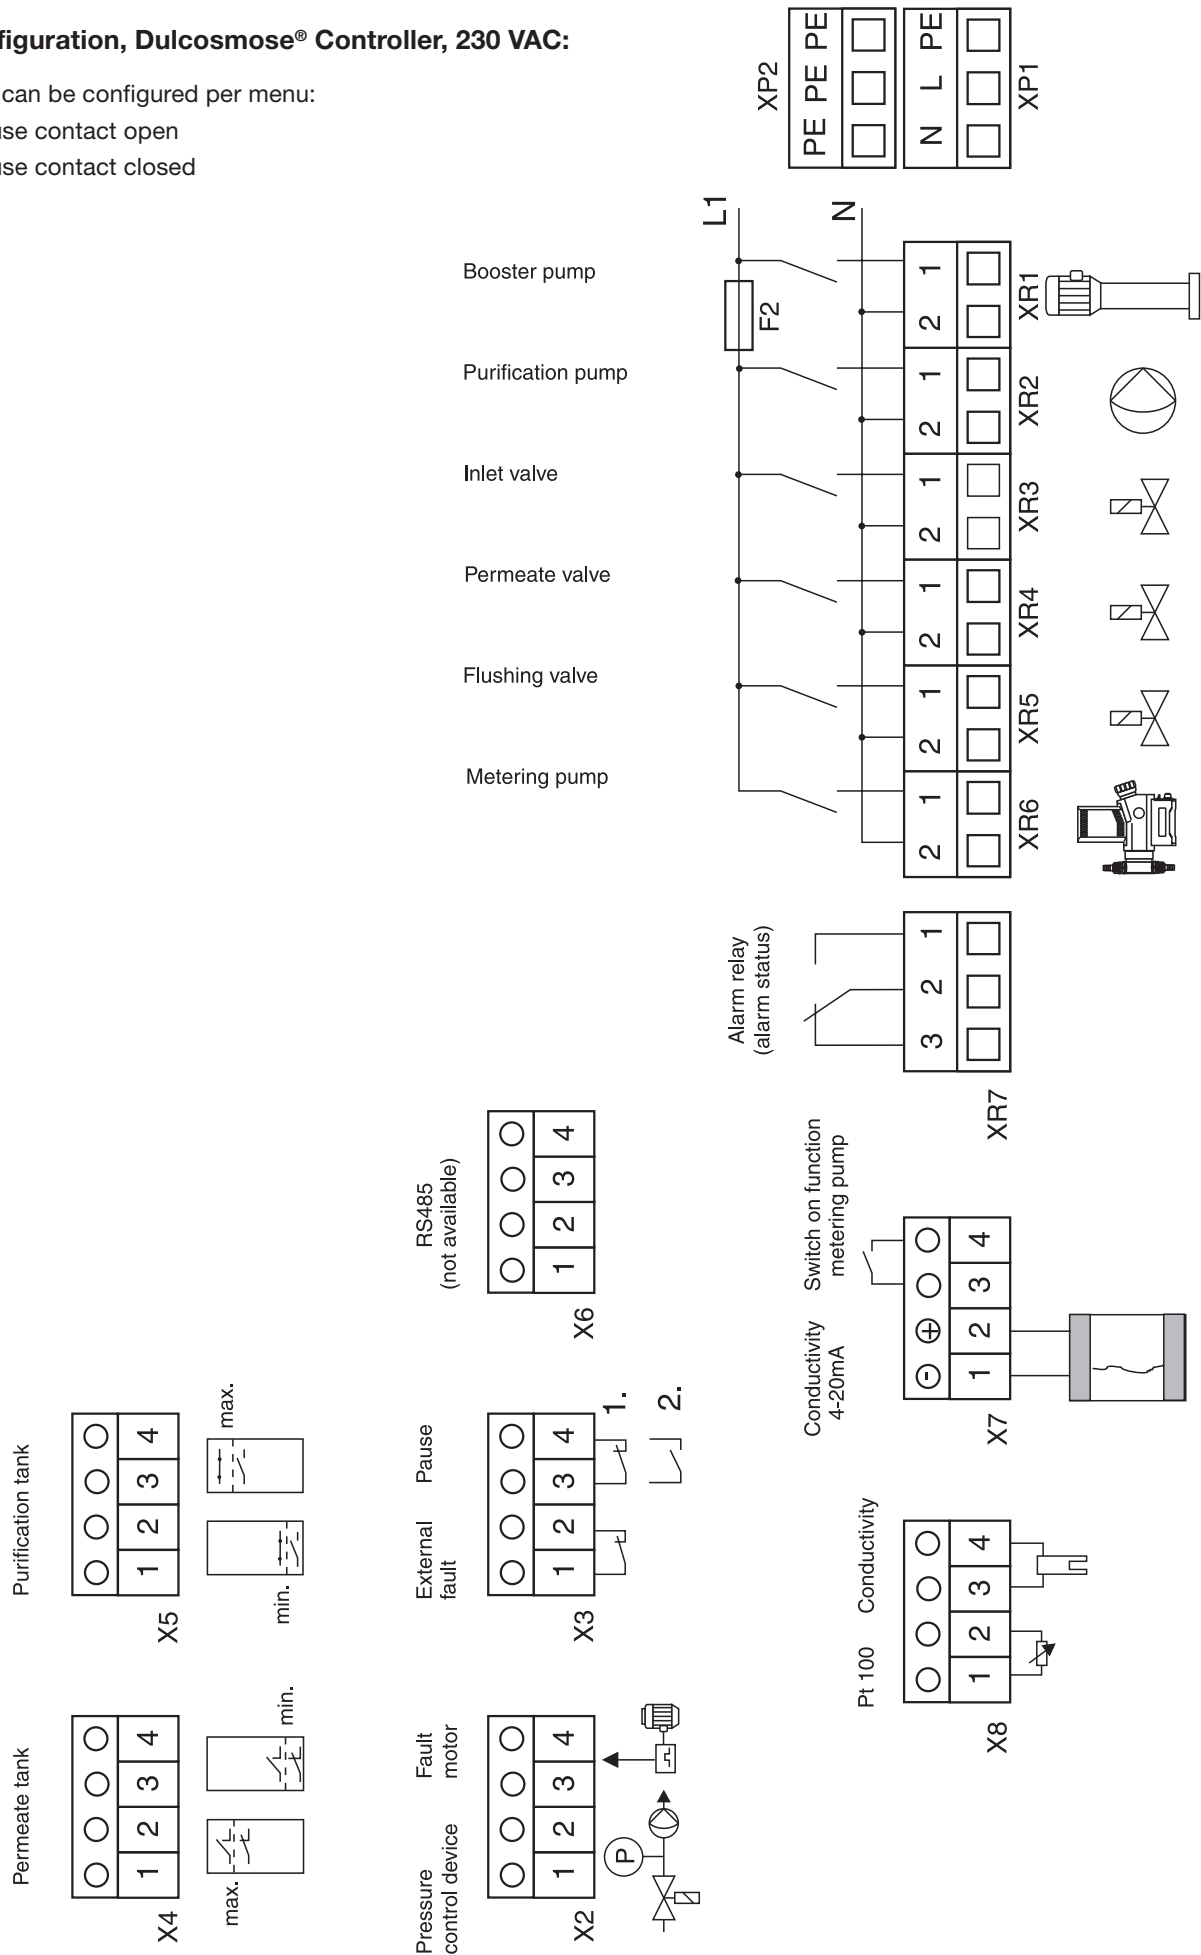 figuration, Dulcosmose® Controller, 230 VAC:
can be configured per menu:
use contact open
use contact closed
XP2
PE PE PE
N L PE
XP1
L1
N
F2
Booster pump
1
2
XR1
Purification pump
1
2
XR2
Inlet valve
1
2
XR3
Permeate valve
1
2
XR4
Flushing valve
1
2
XR5
Metering pump
1
2
XR6
Alarm relay
(alarm status)
1
2
3
XR7
RS485
(not available)
1 2 3 4
X6
Switch on function
metering pump
Conductivity
4-20mA
- +
1 2 3 4
X7
Purification tank
1 2 3 4
X5
min.
max.
External
fault
Pause
1 2 3 4
X3
1.
2.
Pt 100
Conductivity
1 2 3 4
X8
Permeate tank
1 2 3 4
X4
max.
min.
Pressure
control device
Fault
motor
1 2 3 4
X2
P